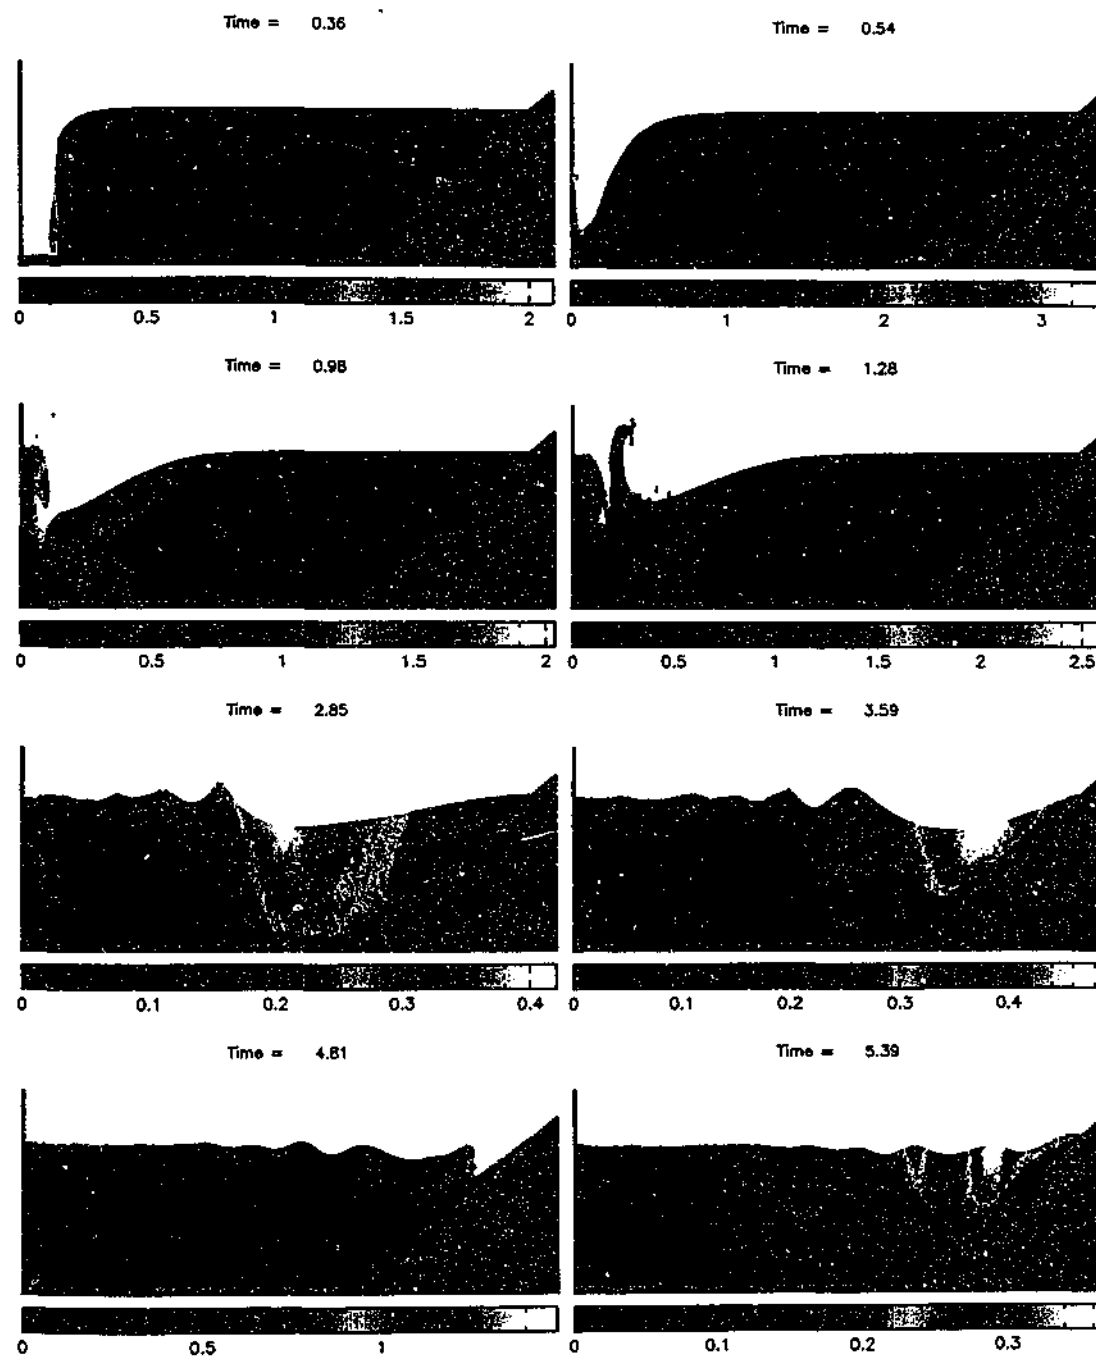 Time = 0.36
Time = 0.54
0 0.5 1 1.5 2
0 1 2 3
Time = 0.98
Time = 1.28
0 0.5 1 1.5 2
0 0.5 1 1.5 2 2.5
Time = 2.85
Time = 3.59
0 0.1 0.2 0.3 0.4
0 0.1 0.2 0.3 0.4
Time = 4.81
Time = 5.39
0 0.5 1
0 0.1 0.2 0.3